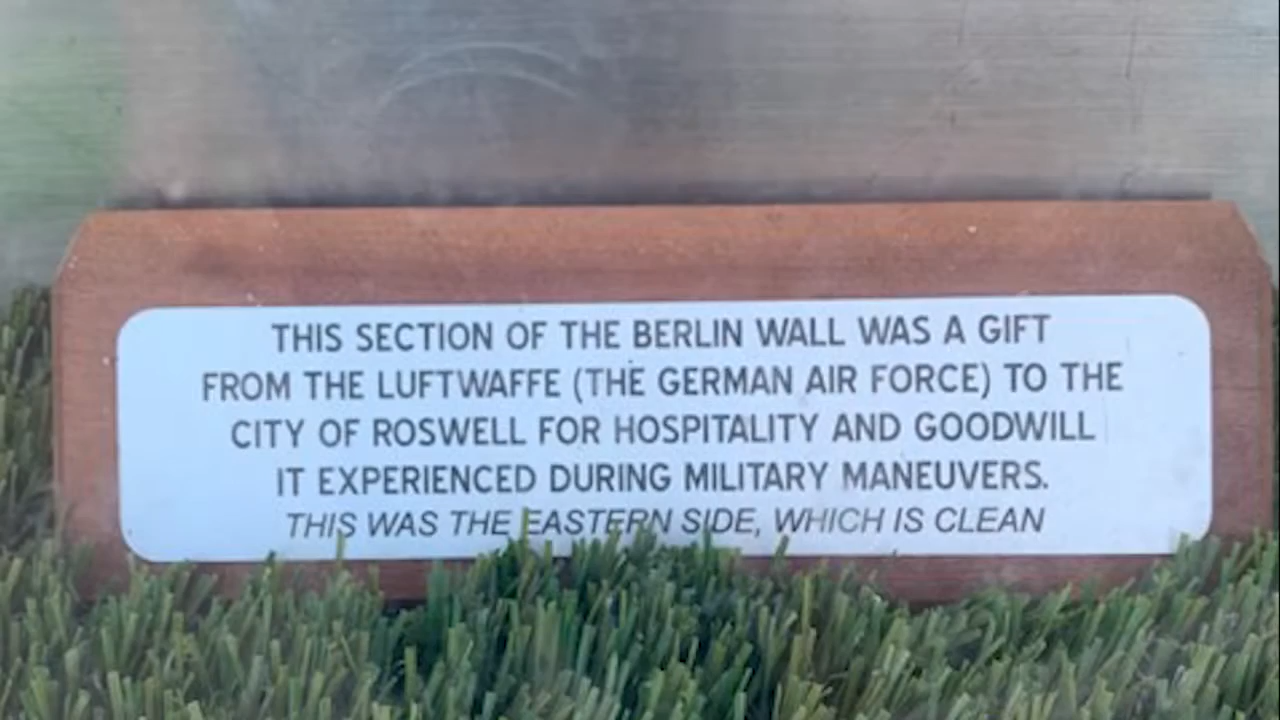 THIS SECTION OF THE BERLIN WALL WAS A GIFT
FROM THE LUFTWAFFE (THE GERMAN AIR FORCE) TO THE
CITY OF ROSWELL FOR HOSPITALITY AND GOODWILL
IT EXPERIENCED DURING MILITARY MANEUVERS.
THIS WAS THE EASTERN SIDE, WHICH IS CLEAN